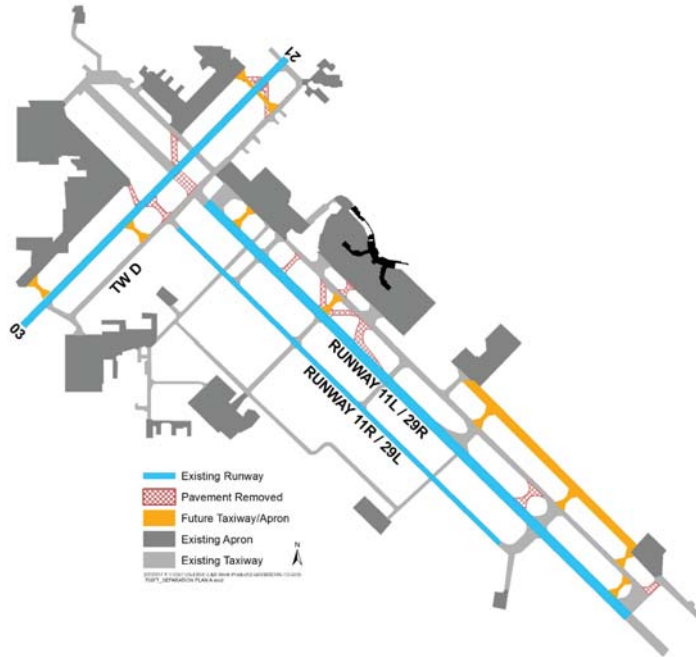 21
03
TW D
RUNWAY 11L / 29R
RUNWAY 11R / 29L
Existing Runway
Pavement Removed
Future Taxiway/Apron
Existing Apron
Existing Taxiway
N